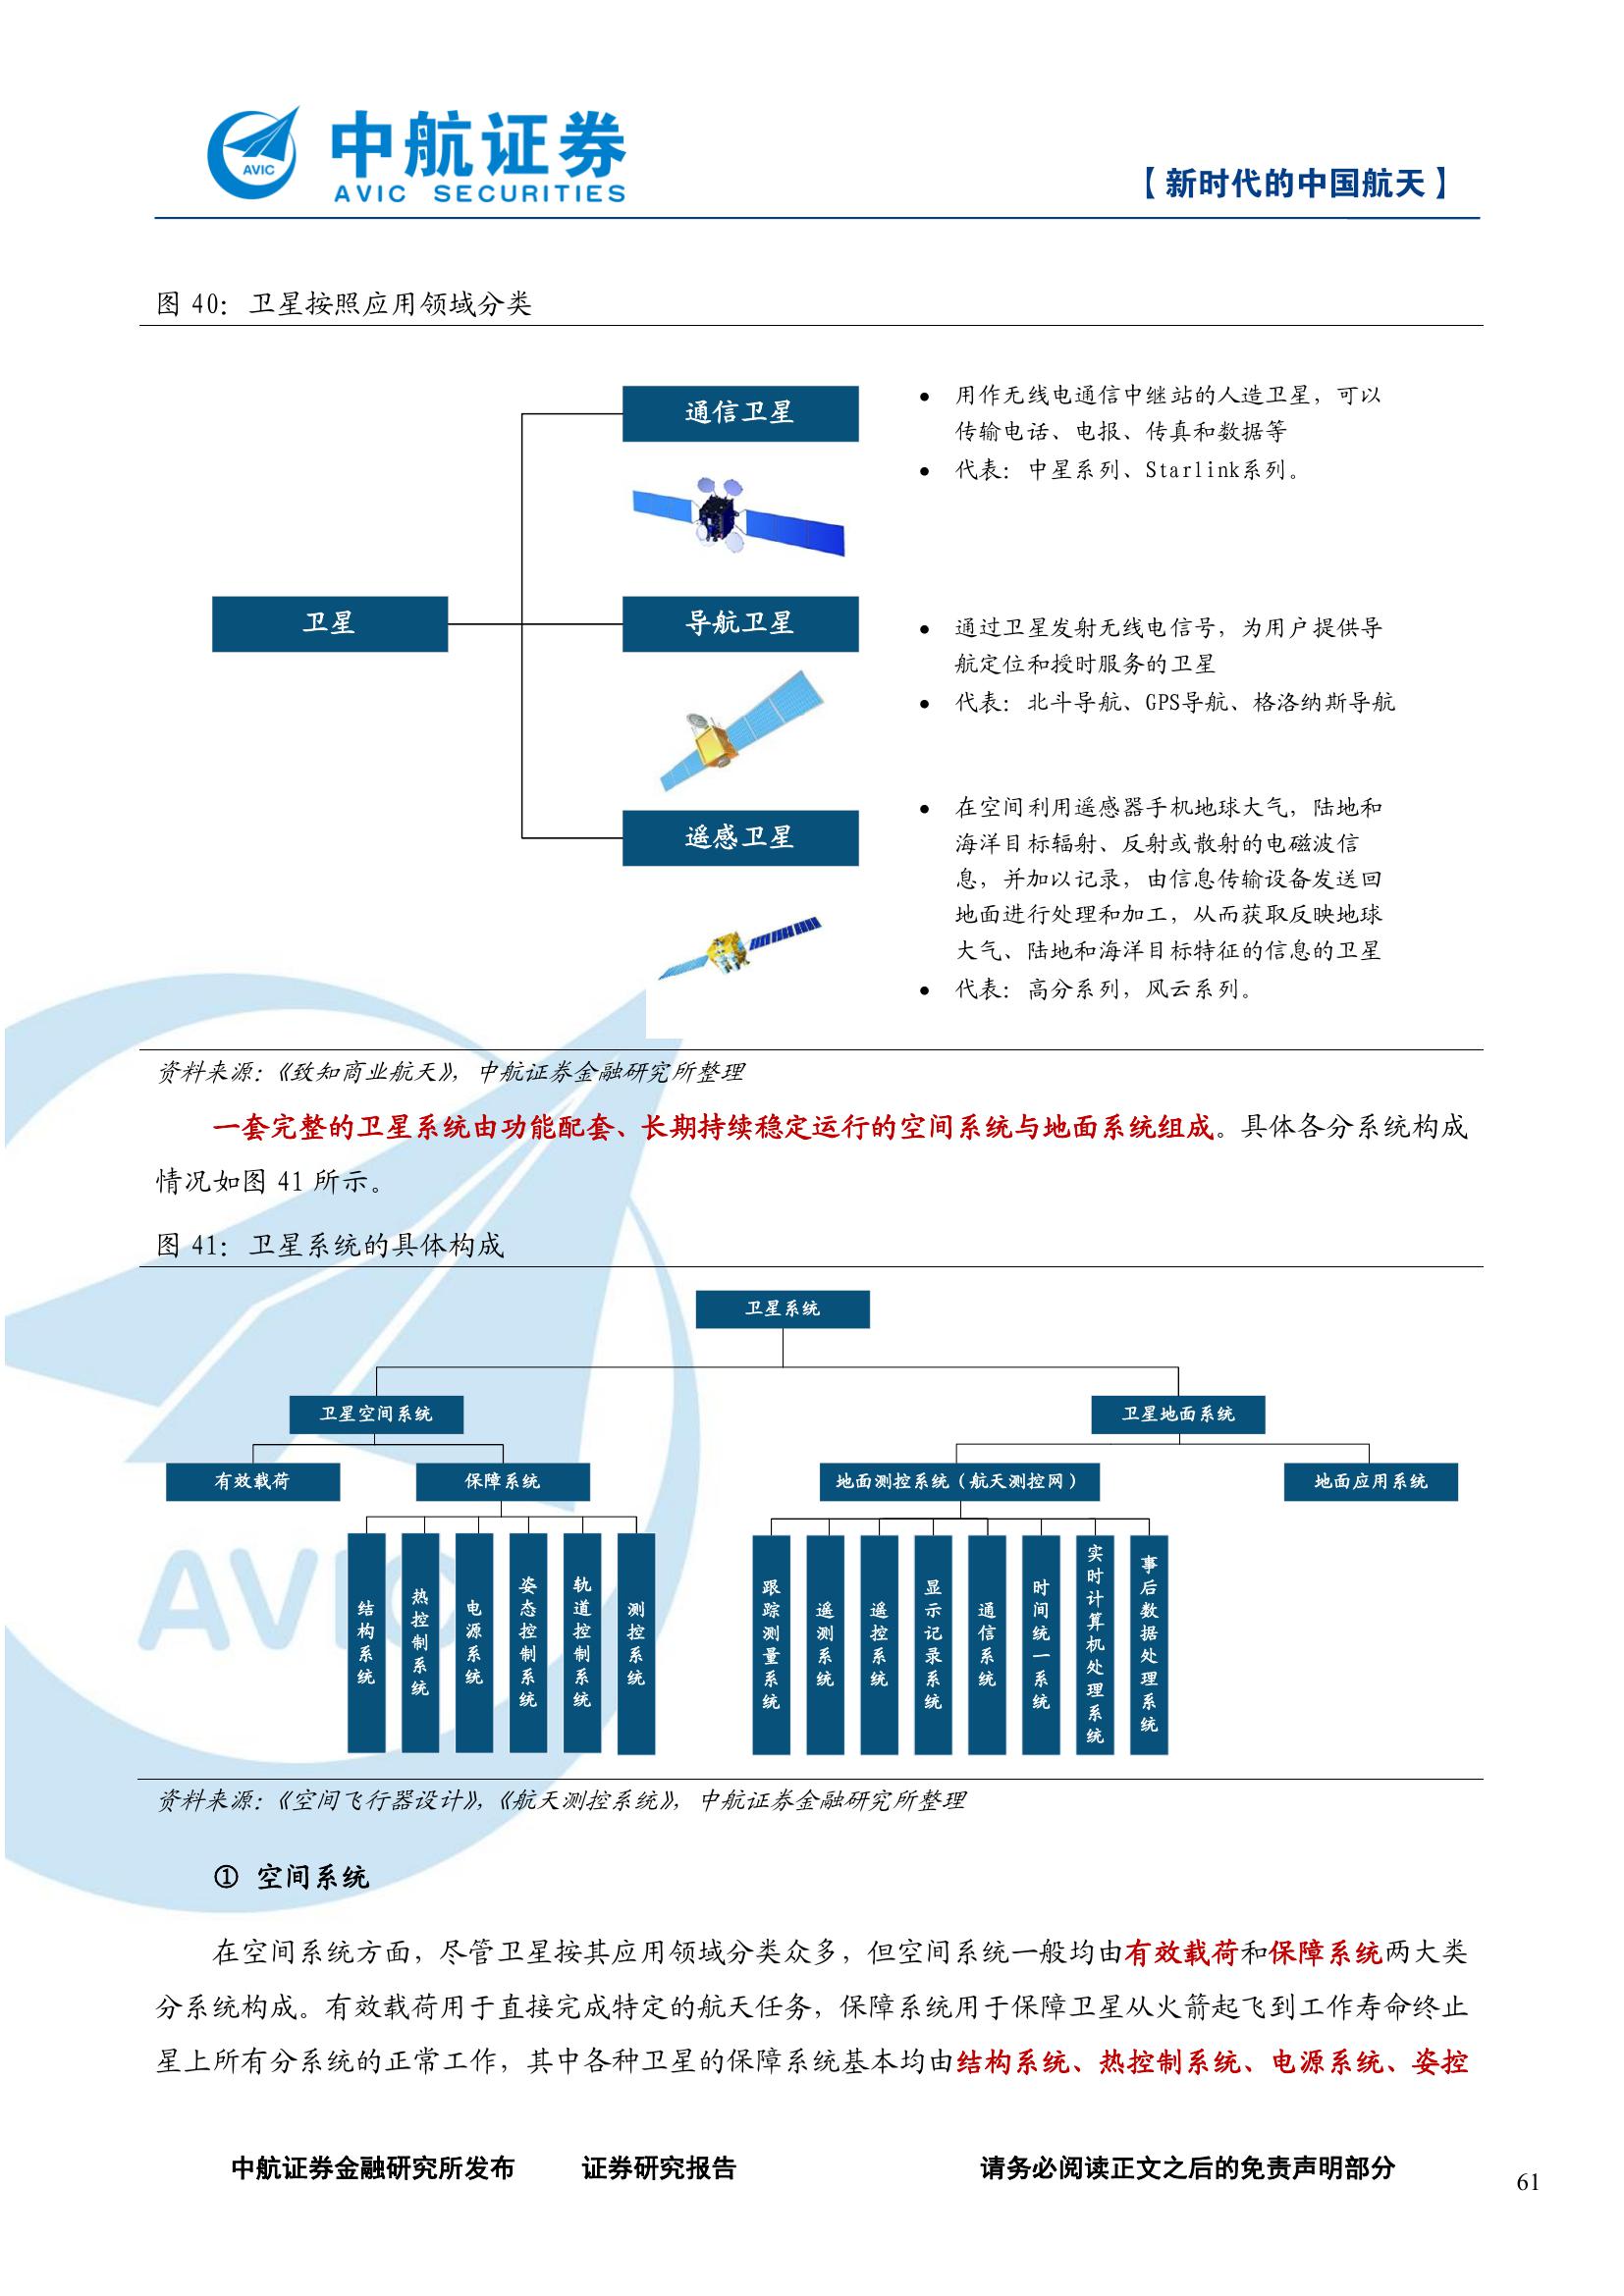 AVIC
中航证券
AVIC SECURITIES
【新时代的中国航天】
图 40：卫星按照应用领域分类
卫星
通信卫星
用作无线电通信中继站的人造卫星，可以
传输电话、电报、传真和数据等
代表：中星系列、Starlink系列。
导航卫星
通过卫星发射无线电信号，为用户提供导
航定位和授时服务的卫星
代表：北斗导航、GPS导航、格洛纳斯导航
遥感卫星
在空间利用遥感器手机地球大气，陆地和
海洋目标辐射、反射或散射的电磁波信
息，并加以记录，由信息传输设备发送回
地面进行处理和加工，从而获取反映地球
大气、陆地和海洋目标特征的信息的卫星
代表：高分系列，风云系列。
资料来源：《致知商业航天》，中航证券金融研究所整理
一套完整的卫星系统由功能配套、长期持续稳定运行的空间系统与地面系统组成。具体各分系统构成
情况如图 41 所示。
图 41：卫星系统的具体构成
卫星系统
卫星空间系统
卫星地面系统
有效载荷
保障系统
地面测控系统（航天测控网）
地面应用系统
结构系统
热控制系统
电源系统
姿态控制系统
轨道控制系统
测控系统
跟踪测量系统
遥测系统
遥控系统
显示记录系统
通信系统
时间统一系统
实时计算机处理系统
事后数据处理系统
AVIC
资料来源：《空间飞行器设计》，《航天测控系统》，中航证券金融研究所整理
① 空间系统
在空间系统方面，尽管卫星按其应用领域分类众多，但空间系统一般均由有效载荷和保障系统两大类
分系统构成。有效载荷用于直接完成特定的航天任务，保障系统用于保障卫星从火箭起飞到工作寿命终止
星上所有分系统的正常工作，其中各种卫星的保障系统基本均由结构系统、热控制系统、电源系统、姿控
中航证券金融研究所发布 证券研究报告 请务必阅读正文之后的免责声明部分
61